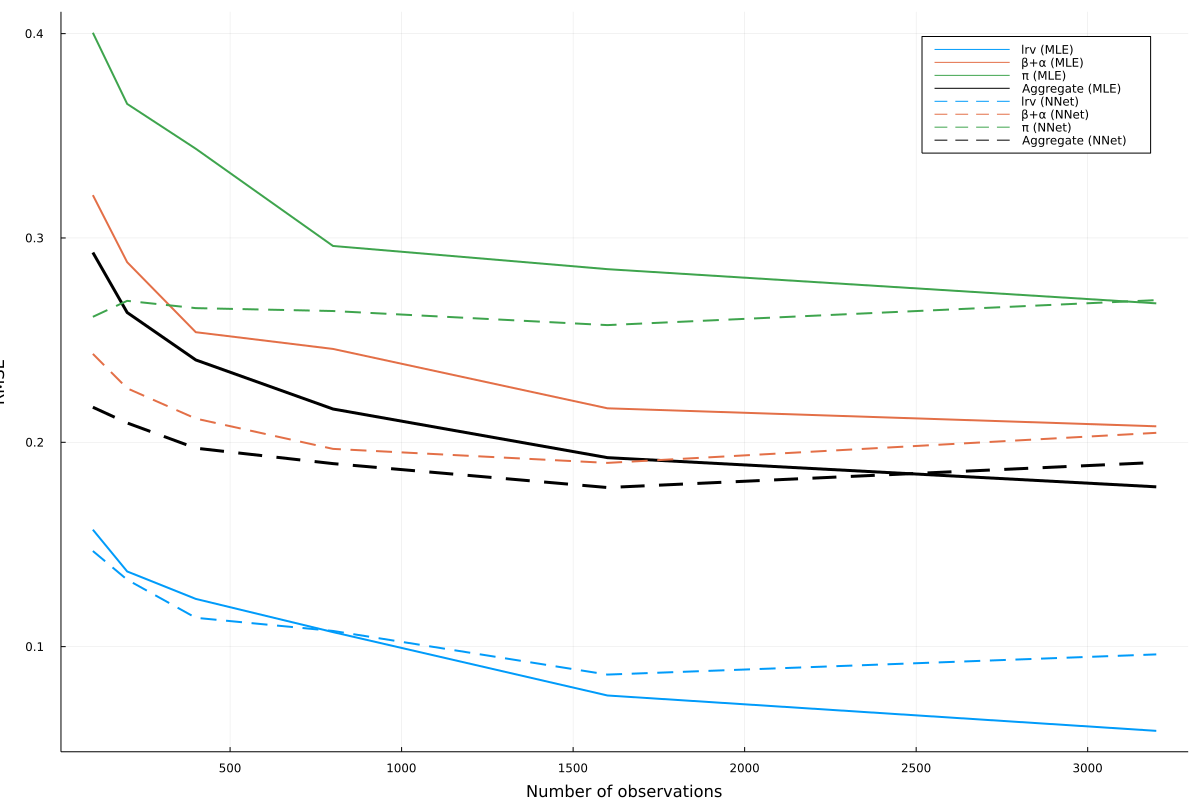 0.4
0.3
0.2
0.1
500
1000
1500
2000
2500
3000
Number of observations
lrv (MLE)
β+α (MLE)
π (MLE)
Aggregate (MLE)
lrv (NNet)
β+α (NNet)
π (NNet)
Aggregate (NNet)